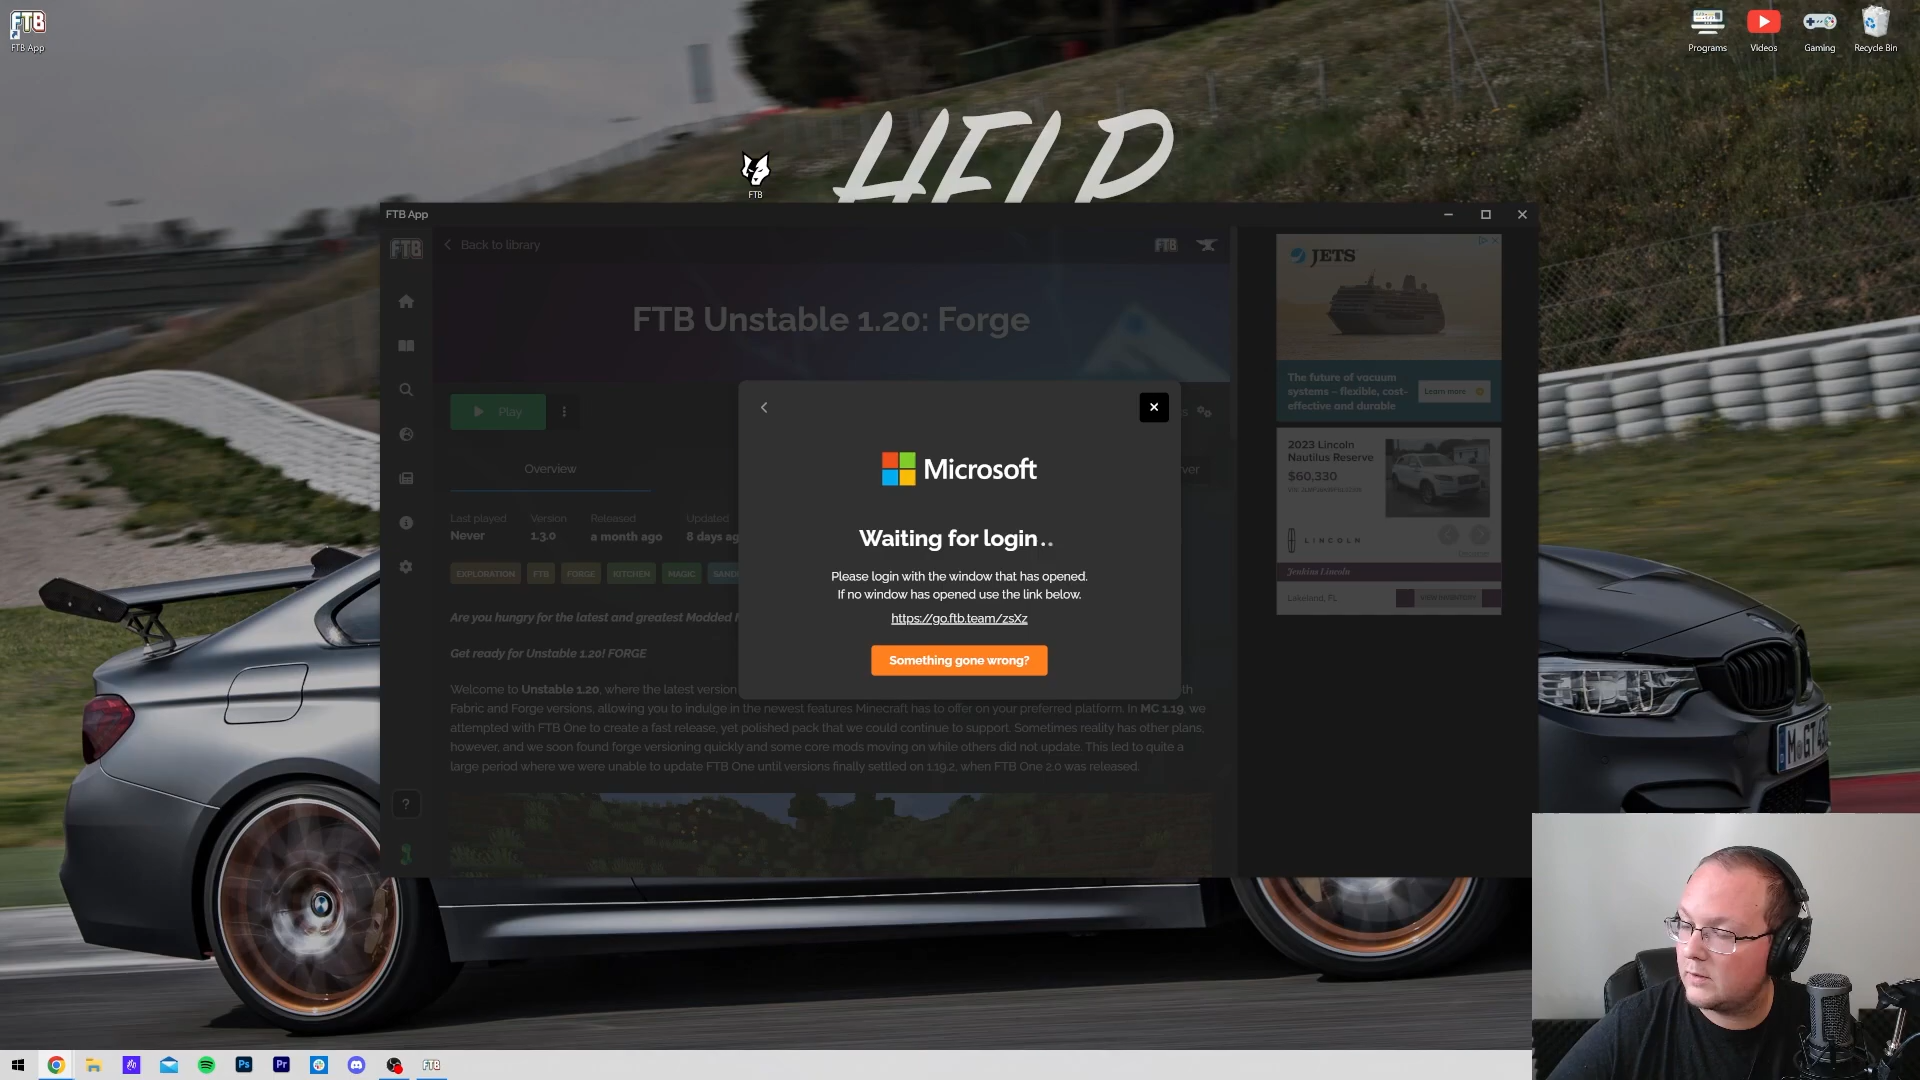 FTB
FTB App
Programs
Videos
Gaming
Recycle Bin
HELP
FTB
FTB App
FTB
Back to library
FTB
FTB Unstable 1.20: Forge
Play
Overview
Last played
Never
Version
1.3.0
Released
a month ago
Updated
8 days ag
EXPLORATION
FTB
FORGE
KITCHEN
MAGIC
Are you hungry for the latest and greatest Modded
Get ready for Unstable 1.20! FORGE
Welcome to Unstable 1.20, where the latest version
Fabric and Forge versions, allowing you to indulge in the newest features Minecraft has to offer on your preferred platform. In MC 1.19, we
attempted with FTB One to create a fast release, yet polished pack that we could continue to support. Sometimes reality has other plans,
however, and we soon found forge versioning quickly and some core mods moving on while others did not update. This led to quite a
large period where we were unable to update FTB One until versions finally settled on 1.19.2, when FTB One 2.0 was released.
Microsoft
Waiting for login..
Please login with the window that has opened.
If no window has opened use the link below.
https://go.ftb.team/zsXz
Something gone wrong?
JETS
The future of vacuum
systems – flexible, cost-
effective and durable
Learn more
2023 Lincoln
Nautilus Reserve
$60,330
LINCOLN
Jenkins Lincoln
Lakeland, FL
VIEW INVENTORY
?
Ps
Pr
FTB